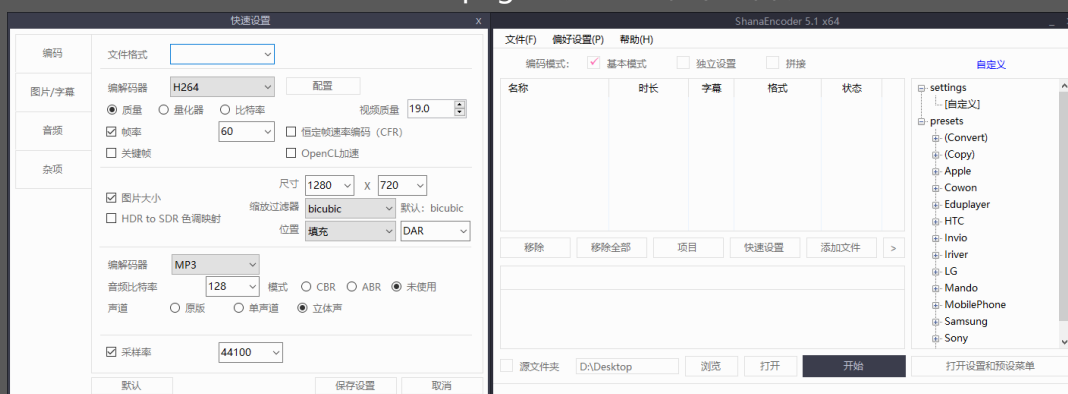 快速设置 x
编码
图片/字幕
音频
杂项
文件格式
编解码器 H264 配置
质量 量化器 比特率 视频质量 19.0
帧率 60 恒定帧速率编码（CFR）
关键帧 OpenCL加速
尺寸 1280 X 720
图片大小
缩放过滤器 bicubic 默认：bicubic
HDR to SDR 色调映射
位置 填充 DAR
编解码器 MP3
音频比特率 128 模式 CBR ABR 未使用
声道 原版 单声道 立体声
采样率 44100
默认 保存设置 取消
ShanaEncoder 5.1 x64
文件(F) 偏好设置(P) 帮助(H)
编码模式： 基本模式 独立设置 拼接 自定义
名称 时长 字幕 格式 状态
settings
[自定义]
presets
(Convert)
(Copy)
Apple
Cowon
Eduplayer
HTC
Invio
Iriver
LG
Mando
MobilePhone
Samsung
Sony
移除 移除全部 项目 快速设置 添加文件 >
源文件夹 D:\Desktop 浏览 打开 开始 打开设置和预设菜单